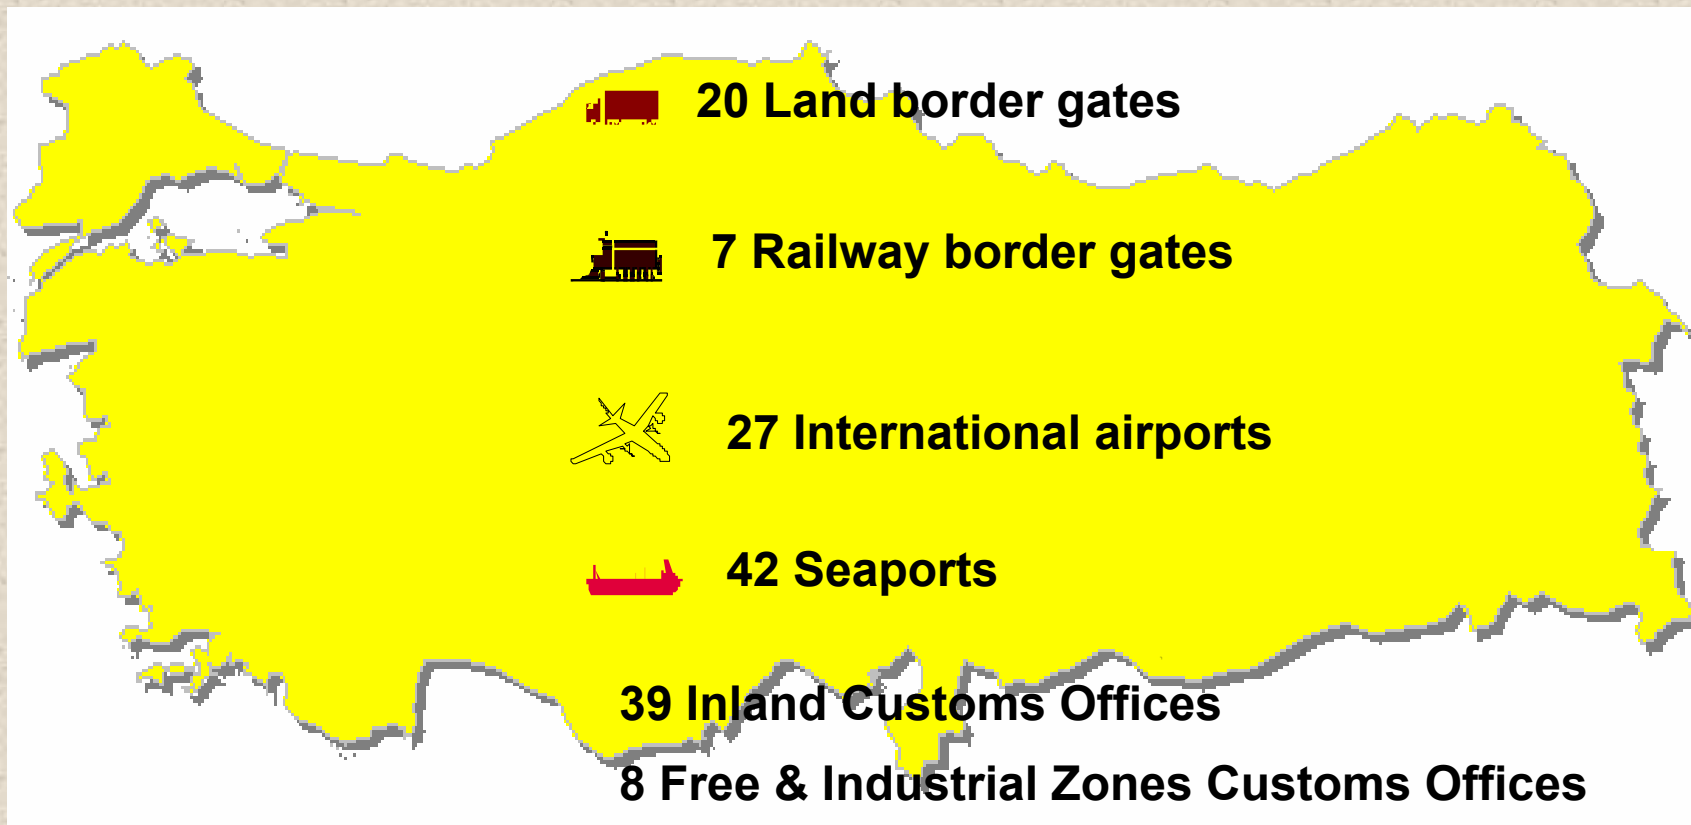 20 Land border gates
7 Railway border gates
27 International airports
42 Seaports
39 Inland Customs Offices
8 Free & Industrial Zones Customs Offices